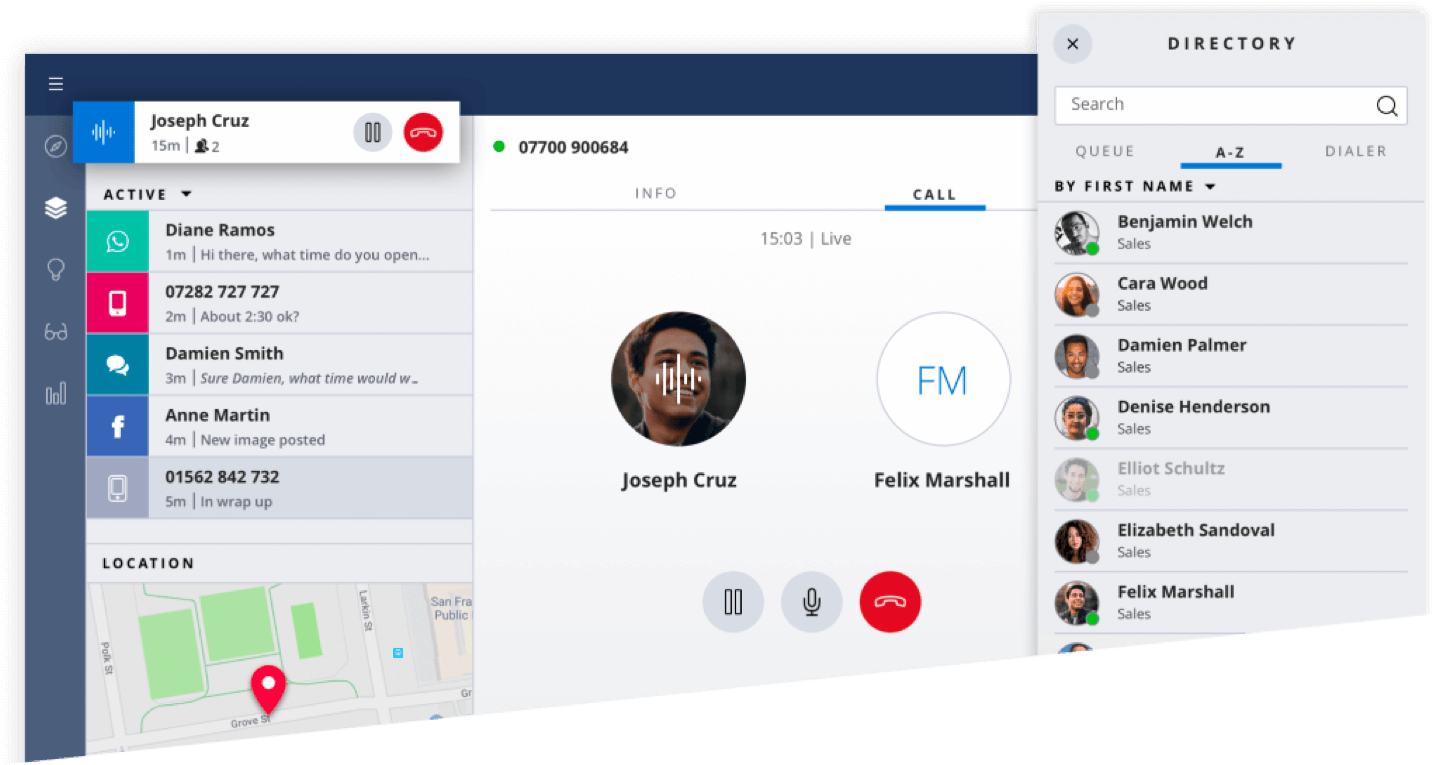 Joseph Cruz
15m | 2
ACTIVE
Diane Ramos
1m | Hi there, what time do you open...
07282 727 727
2m | About 2:30 ok?
Damien Smith
3m | Sure Damien, what time would w...
Anne Martin
4m | New image posted
01562 842 732
5m | In wrap up
LOCATION
Polk St
Larkin St
San Fra
Public
Grove St
Gr
07700 900684
INFO
CALL
15:03 | Live
Joseph Cruz
FM
Felix Marshall
DIRECTORY
Search
QUEUE
A-Z
DIALER
BY FIRST NAME
Benjamin Welch
Sales
Cara Wood
Sales
Damien Palmer
Sales
Denise Henderson
Sales
Elliot Schultz
Sales
Elizabeth Sandoval
Sales
Felix Marshall
Sales